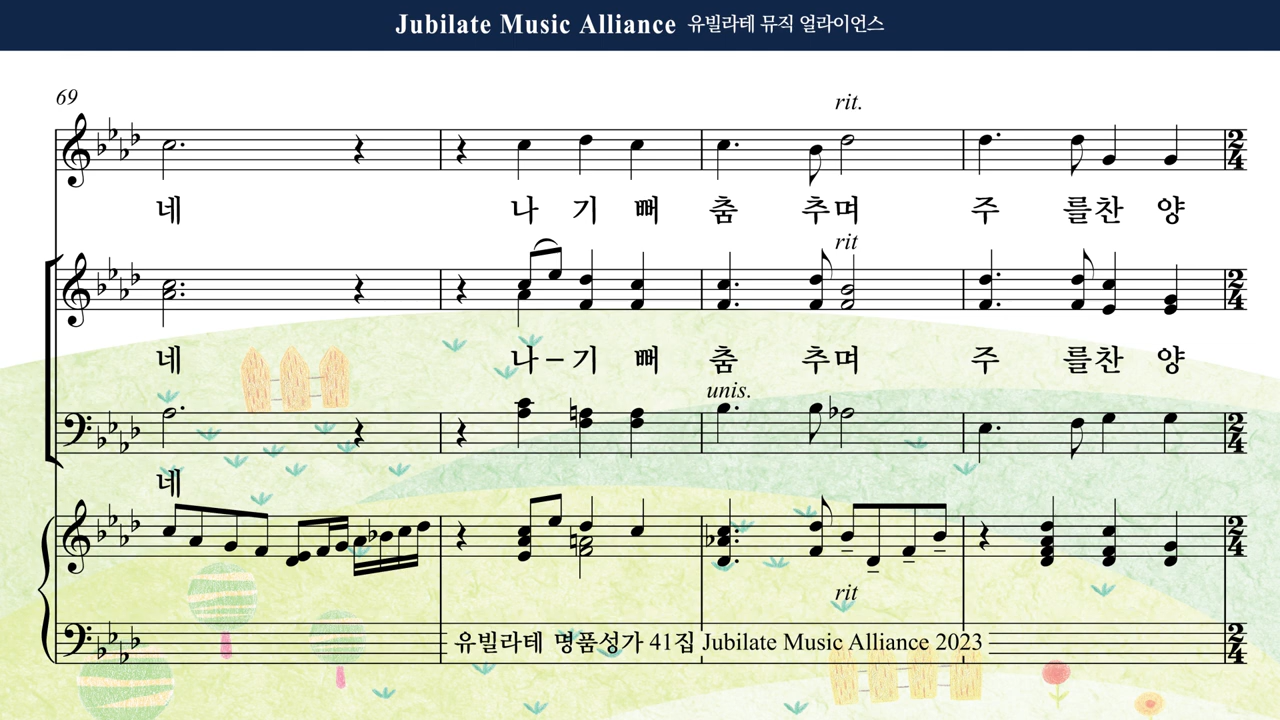 Jubilate Music Alliance 유빌라테 뮤직 얼라이언스
69
rit.
네 나 기 뻐 춤 추며 주 를찬 양
rit
네 나-기 뻐 춤 추며 주 를찬 양
unis.
네
rit
유빌라테 명품성가 41집 Jubilate Music Alliance 2023